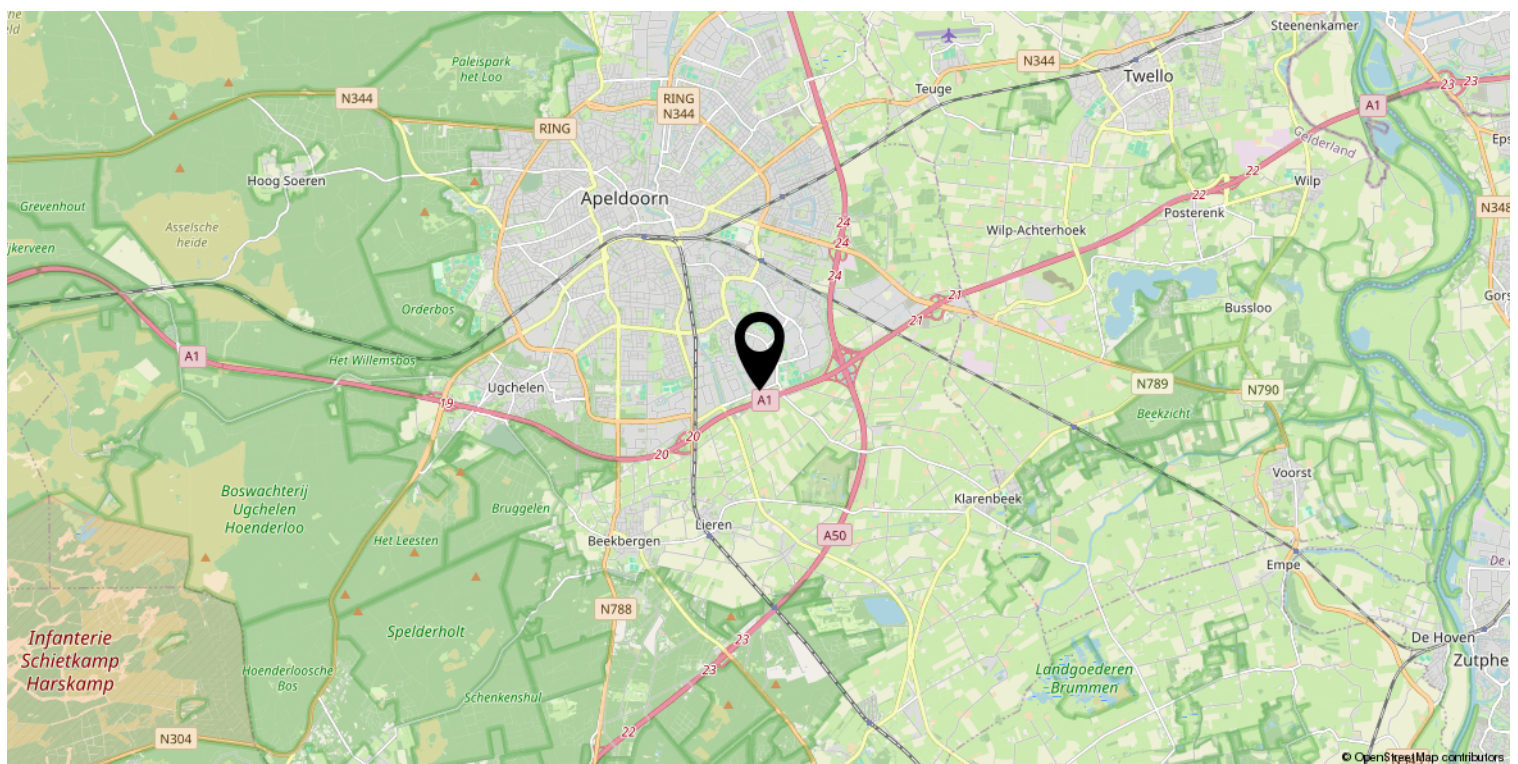 Steenenkamer
Paleispark
het Loo
N344
Twello
23
23
Teuge
N344
RING
N344
A1
RING
Gelderland
Hoog Soeren
22
Wilp
22
Apeldoorn
Grevenhout
N348
Posterenk
24
Asselsche
heide
Wilp-Achterhoek
24
24
21
Orderbos
Bussloo
21
A1
Het Willemsbos
Ugchelen
N789
N790
19
A1
Beekzicht
20
20
Voorst
Boswachterij
Ugchelen
Hoenderloo
Klarenbeek
Bruggelen
Lieren
A50
Het Leesten
Beekbergen
Empe
N788
Spelderholt
Infanterie
Schietkamp
Harskamp
23
De Hoven
23
Zutphe
Hoenderloosche
Bos
Landgoederen
Brummen
Schenkenshul
22
N304
© OpenStreetMap contributors